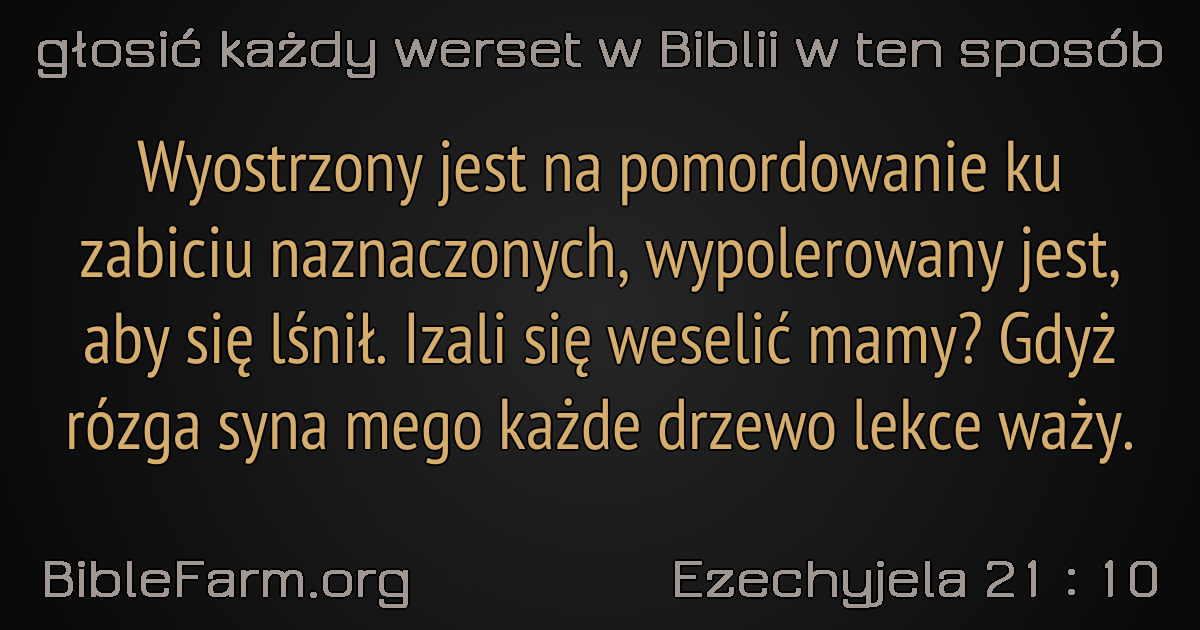 głosić każdy werset w Biblii w ten sposób
Wyostrzony jest na pomordowanie ku
zabiciu naznaczonych, wypolerowany jest,
aby się lśnił. Izali się weselić mamy? Gdyż
rózga syna mego każde drzewo lekce waży.
BibleFarm.org
Ezechyjela 21 : 10